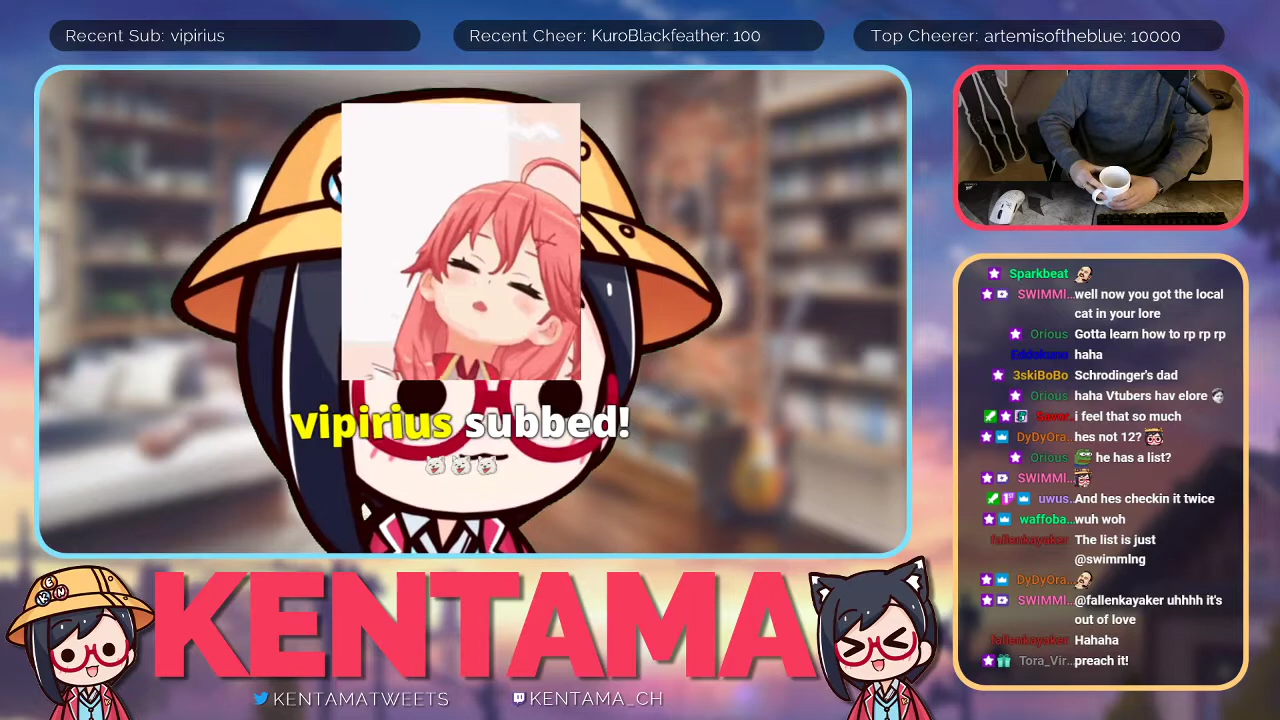 Recent Sub: vipirius
Recent Cheer: KuroBlackfeather: 100
Top Cheerer: artemisoftheblue: 10000
vipirius subbed!
Sparkbeat
SWIMMI... well now you got the local
cat in your lore
Orious Gotta learn how to rp rp rp
Eddokuno haha
3skiBoBo Schrodinger's dad
Orious haha Vtubers hav elore
i feel that so much
DyDyOra... hes not 12?
Orious he has a list?
SWIMMI...
uwus... And hes checkin it twice
waffoba... wuh woh
fallenkayaker The list is just
@swimmlng
DyDyOra...
SWIMMI... @fallenkayaker uhhhh it's
out of love
fallenkayaker Hahaha
Tora_Vir... preach it!
KENTAMA
KENTAMATWEETS
KENTAMA_CH